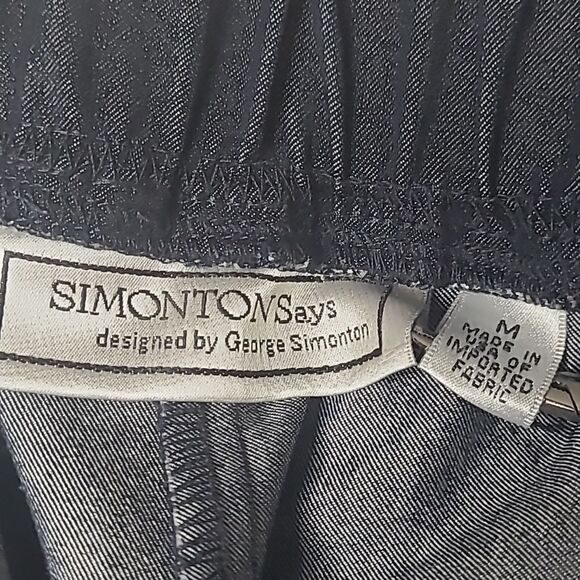 SIMONTONSays
designed by George Simonton
M
MADE IN
USA OF
IMPORTED
FABRIC